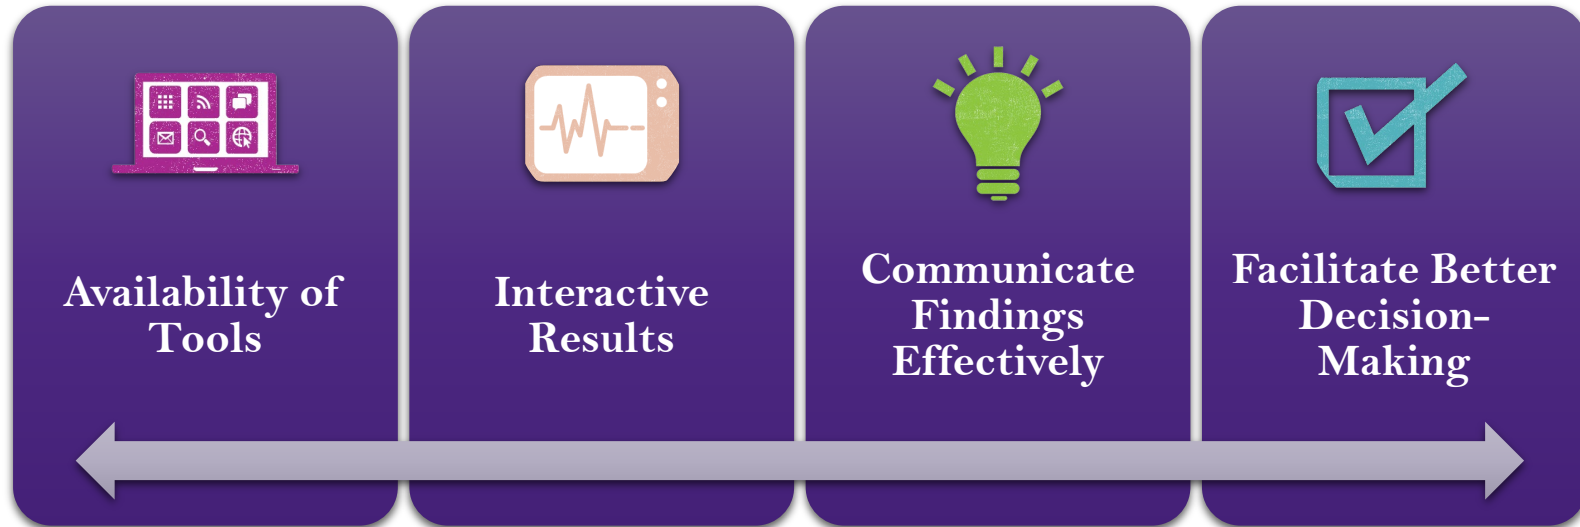 Availability of
Tools
Interactive
Results
Communicate
Findings
Effectively
Facilitate Better
Decision-
Making